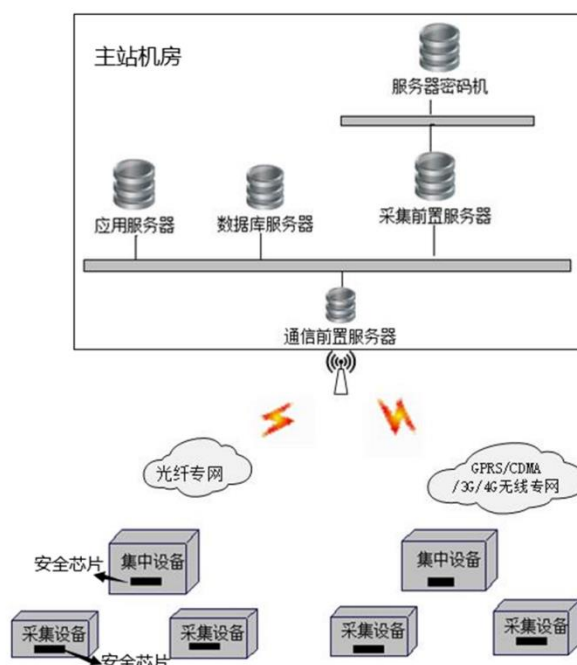 主站机房
服务器密码机
应用服务器
数据库服务器
采集前置服务器
通信前置服务器
光纤专网
GPRS/CDMA
/3G/4G无线专网
安全芯片
集中设备
集中设备
采集设备
采集设备
采集设备
采集设备
安全芯片